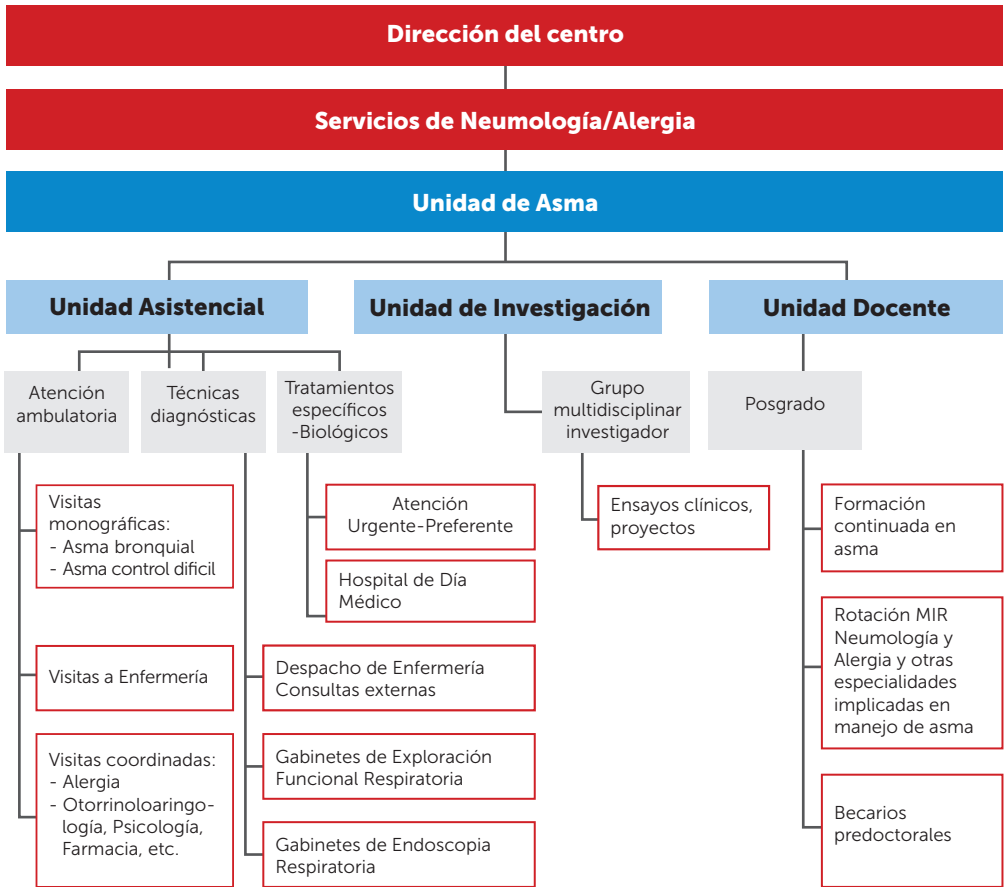 Dirección del centro
Servicios de Neumología/Alergia
Unidad de Asma
Unidad Asistencial
Unidad de Investigación
Unidad Docente
Atención
ambulatoria
Técnicas
diagnósticas
Tratamientos
específicos
-Biológicos
Grupo
multidisciplinar
investigador
Posgrado
Visitas
monográficas:
- Asma bronquial
- Asma control dificil
Visitas a Enfermería
Visitas coordinadas:
- Alergia
- Otorrinoloaringo-
logía, Psicología,
Farmacia, etc.
Atención
Urgente-Preferente
Hospital de Día
Médico
Despacho de Enfermería
Consultas externas
Gabinetes de Exploración
Funcional Respiratoria
Gabinetes de Endoscopia
Respiratoria
Ensayos clínicos,
proyectos
Formación
continuada en
asma
Rotación MIR
Neumología y
Alergia y otras
especialidades
implicadas en
manejo de asma
Becarios
predoctorales